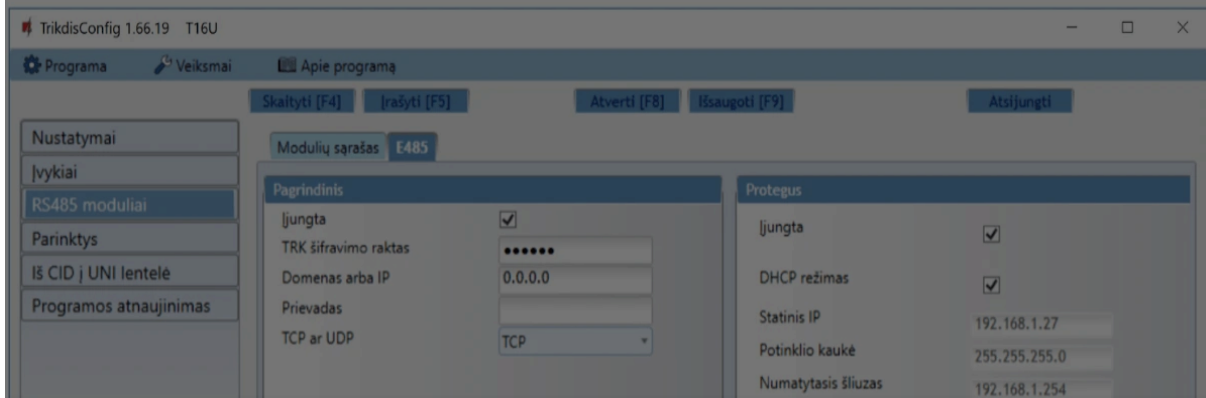 TrikdisConfig 1.66.19 T16U
Programa Veiksmai Apie programą
Skaityti [F4] Įrašyti [F5] Atverti [F8] Išsaugoti [F9] Atsijungti
Nustatymai
Įvykiai
RS485 moduliai
Parinktys
Iš CID į UNI lentelė
Programos atnaujinimas
Modulių sąrašas E485
Pagrindinis
Įjungta
TRK šifravimo raktas ••••••
Domenas arba IP 0.0.0.0
Prievadas
TCP ar UDP TCP
Protegus
Įjungta
DHCP režimas
Statinis IP 192.168.1.27
Potinklio kaukė 255.255.255.0
Numatytasis šliuzas 192.168.1.254